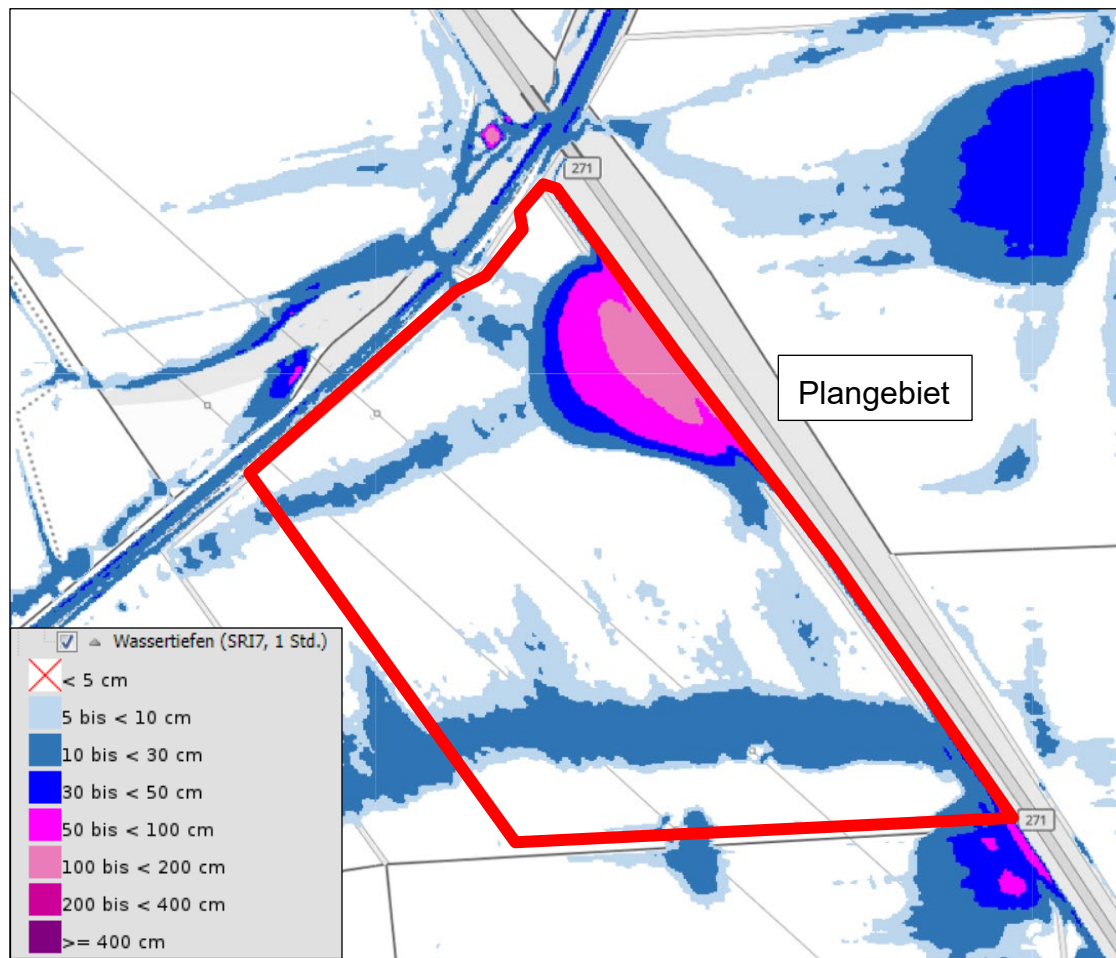 271
Plangebiet
Wassertiefen (SRI7, 1 Std.)
< 5 cm
5 bis < 10 cm
10 bis < 30 cm
30 bis < 50 cm
50 bis < 100 cm
100 bis < 200 cm
200 bis < 400 cm
>= 400 cm
271